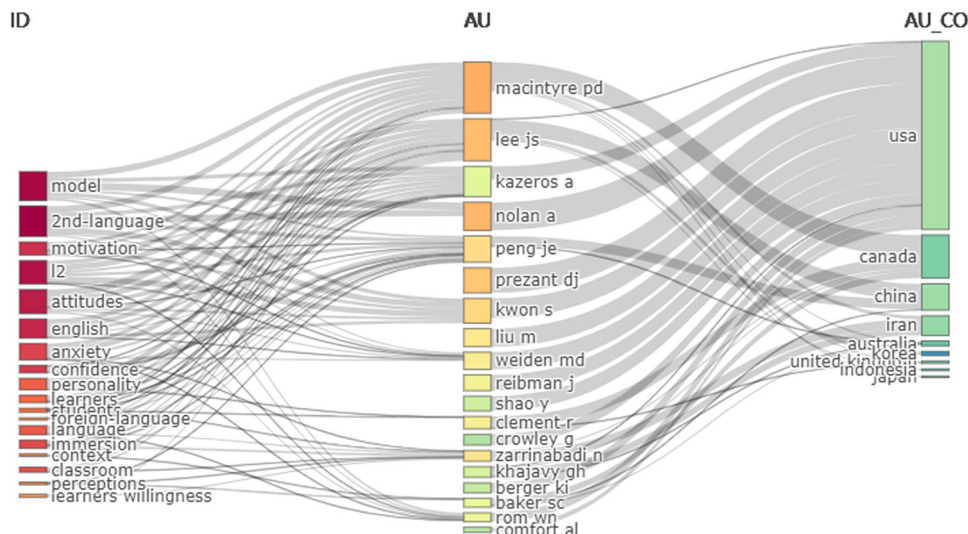 ID
AU
AU_CO
model
2nd-language
motivation
l2
attitudes
english
anxiety
confidence
personality
learners
students
foreign-language
language
immersion
context
classroom
perceptions
learners willingness
macintyre pd
lee js
kazeros a
nolan a
peng je
prezant dj
kwon s
liu m
weiden md
reibman j
shao y
clement r
crowley g
zarrinabadi n
khajavy gh
berger ki
baker sc
rom wn
comfort al
usa
canada
china
iran
australia
korea
united kingdom
indonesia
japan